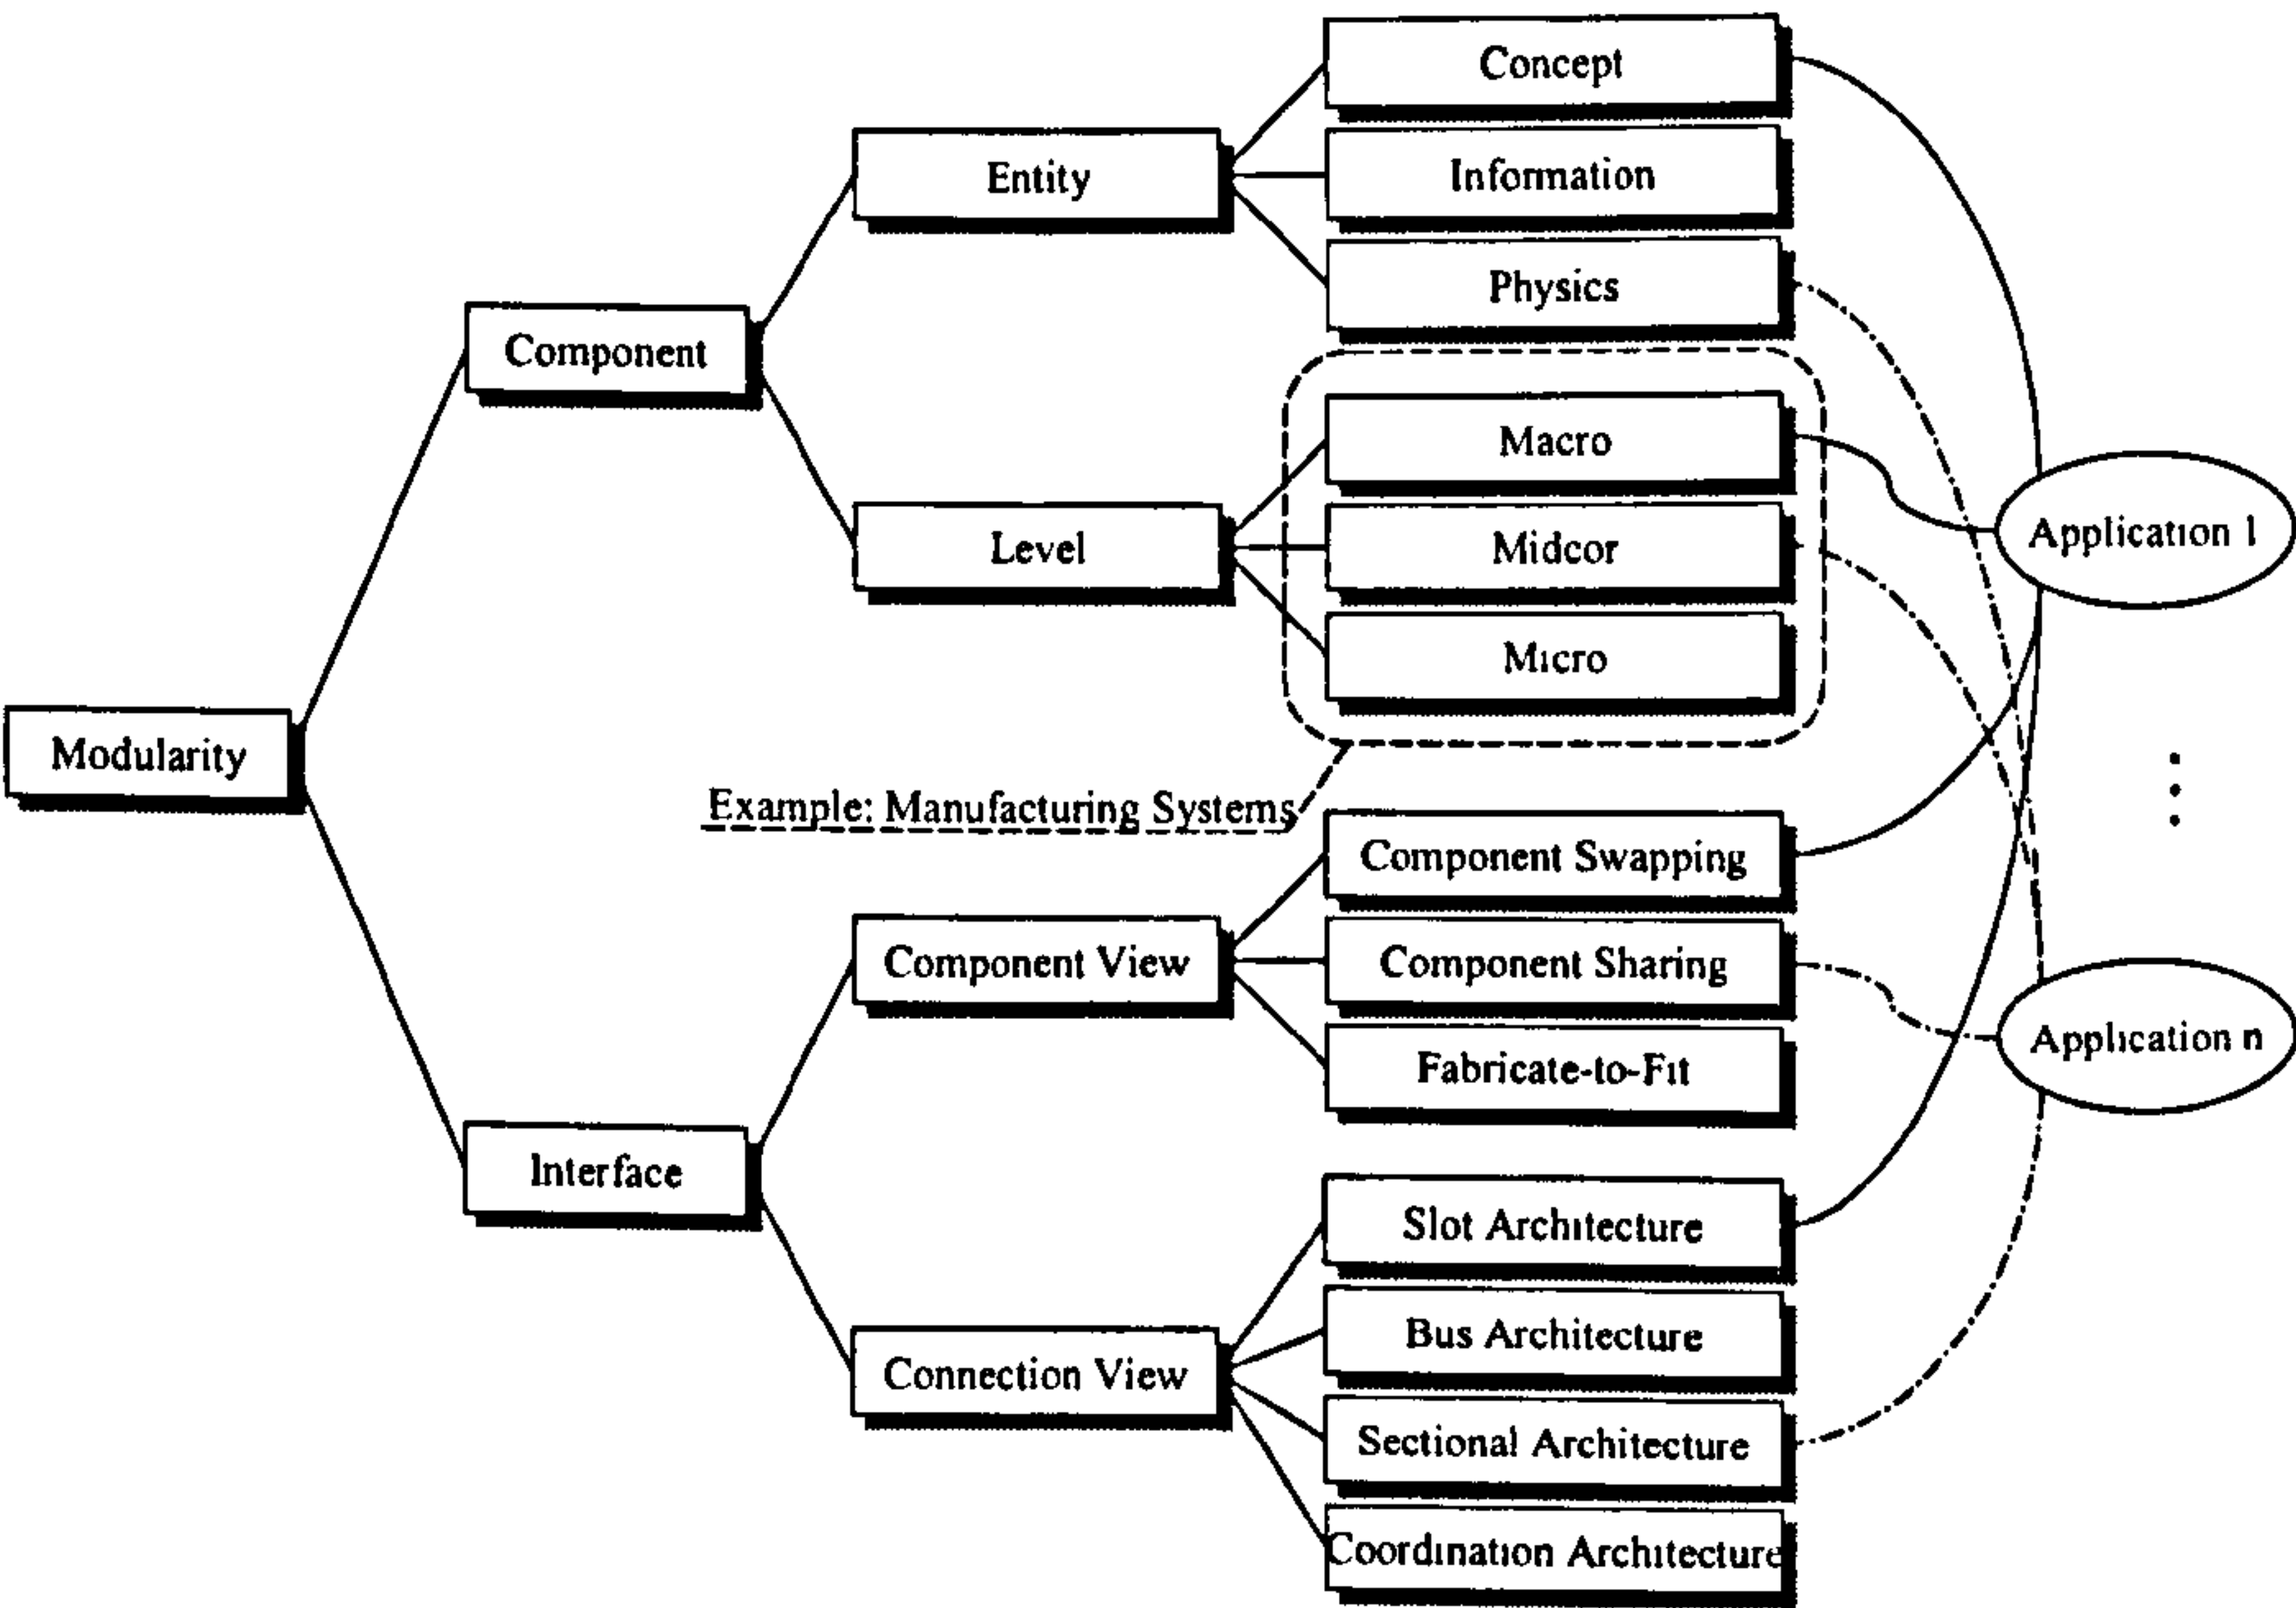 Concept
Entity
Information
Physics
Component
Macro
Level
Midcor
Micro
Application 1
Modularity
Example: Manufacturing Systems
Component Swapping
Component View
Component Sharing
Fabricate-to-Fit
Application n
Interface
Slot Architecture
Bus Architecture
Connection View
Sectional Architecture
Coordination Architecture